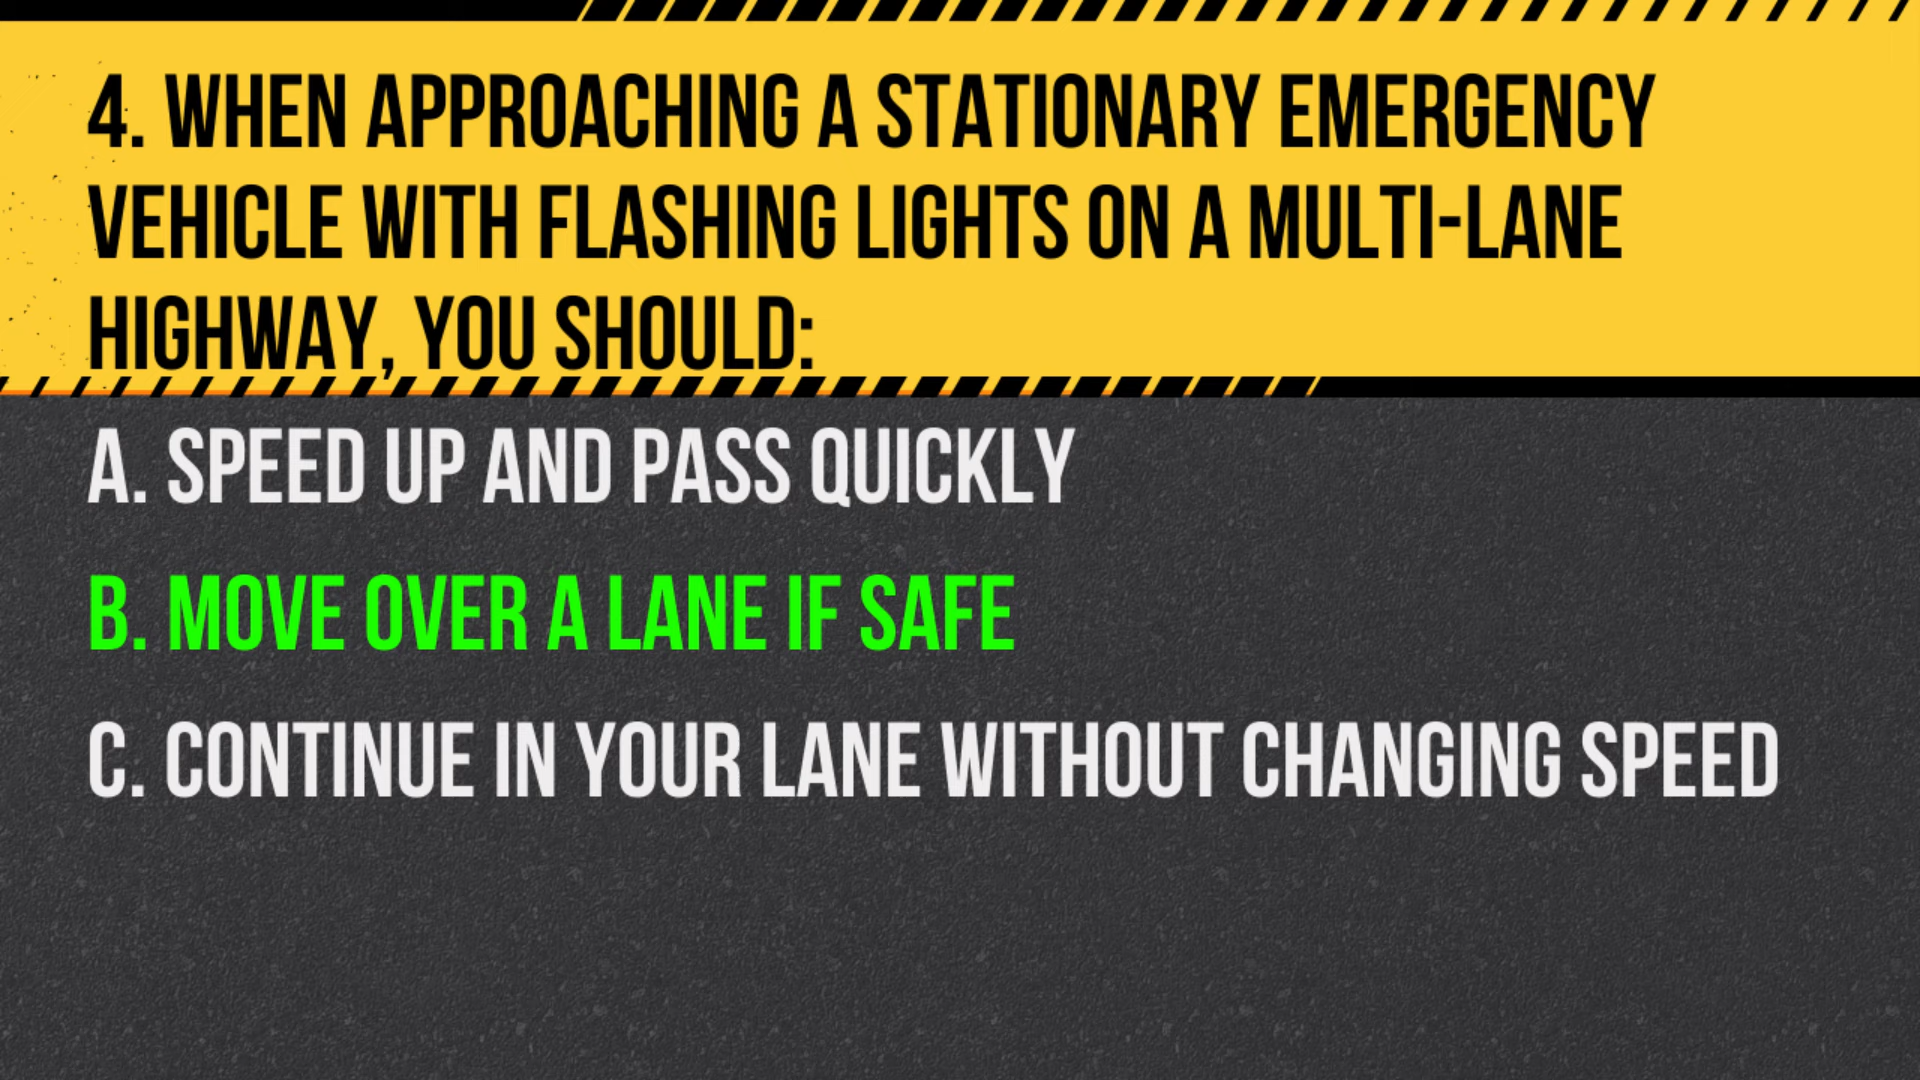 4. WHEN APPROACHING A STATIONARY EMERGENCY
VEHICLE WITH FLASHING LIGHTS ON A MULTI-LANE
HIGHWAY, YOU SHOULD:
A. SPEED UP AND PASS QUICKLY
B. MOVE OVER A LANE IF SAFE
C. CONTINUE IN YOUR LANE WITHOUT CHANGING SPEED